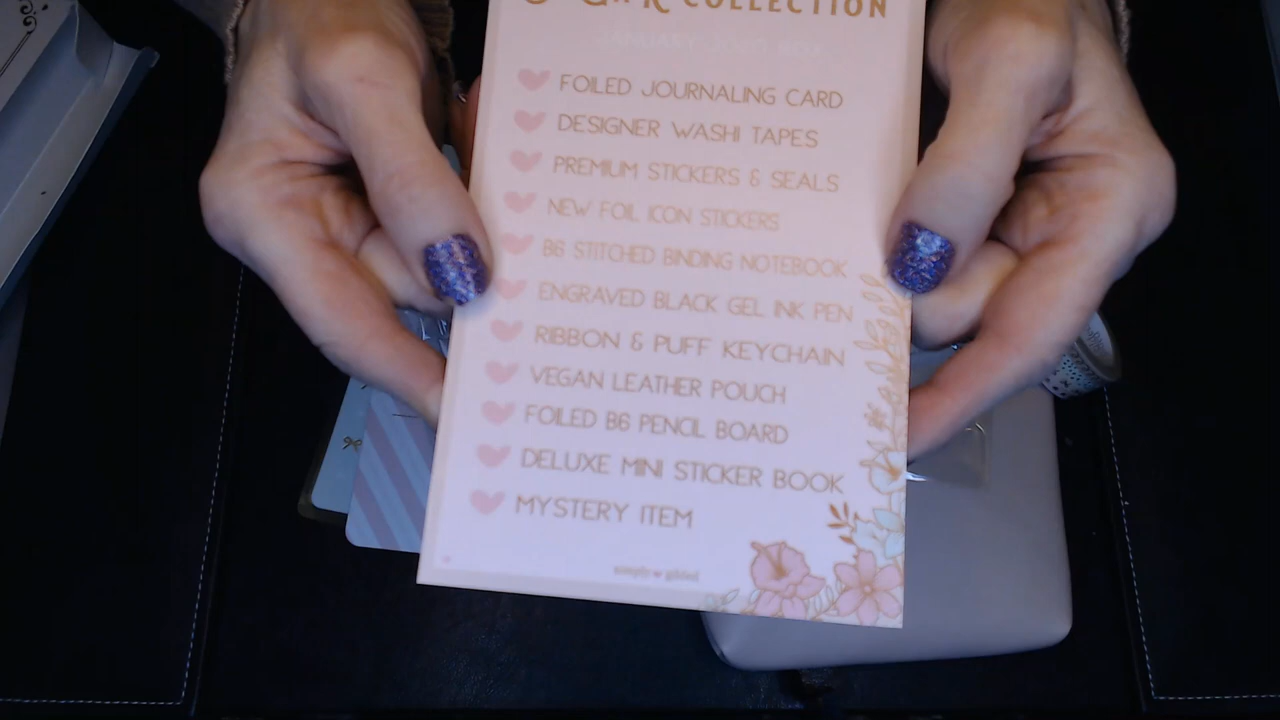 COLLECTION
FOILED JOURNALING CARD
DESIGNER WASHI TAPES
PREMIUM STICKERS & SEALS
NEW FOIL ICON STICKERS
B6 STITCHED BINDING NOTEBOOK
ENGRAVED BLACK GEL INK PEN
RIBBON & PUFF KEYCHAIN
VEGAN LEATHER POUCH
FOILED B6 PENCIL BOARD
DELUXE MINI STICKER BOOK
MYSTERY ITEM
simply gilded